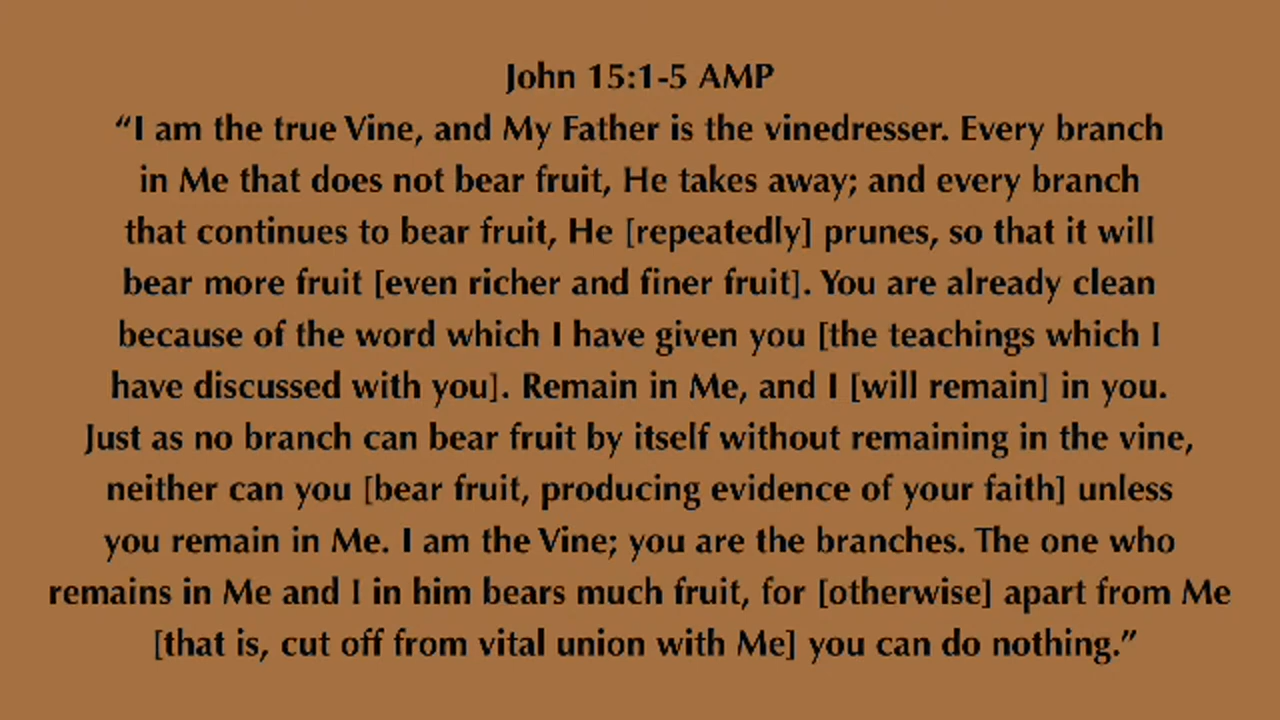 John 15:1-5 AMP
“I am the true Vine, and My Father is the vinedresser. Every branch
in Me that does not bear fruit, He takes away; and every branch
that continues to bear fruit, He [repeatedly] prunes, so that it will
bear more fruit [even richer and finer fruit]. You are already clean
because of the word which I have given you [the teachings which I
have discussed with you]. Remain in Me, and I [will remain] in you.
Just as no branch can bear fruit by itself without remaining in the vine,
neither can you [bear fruit, producing evidence of your faith] unless
you remain in Me. I am the Vine; you are the branches. The one who
remains in Me and I in him bears much fruit, for [otherwise] apart from Me
[that is, cut off from vital union with Me] you can do nothing.”